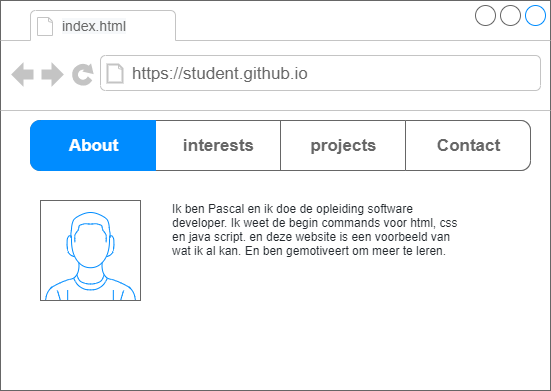 index.html
https://student.github.io
About interests projects Contact
Ik ben Pascal en ik doe de opleiding software
developer. Ik weet de begin commands voor html, css
en java script. en deze website is een voorbeeld van
wat ik al kan. En ben gemotiveert om meer te leren.